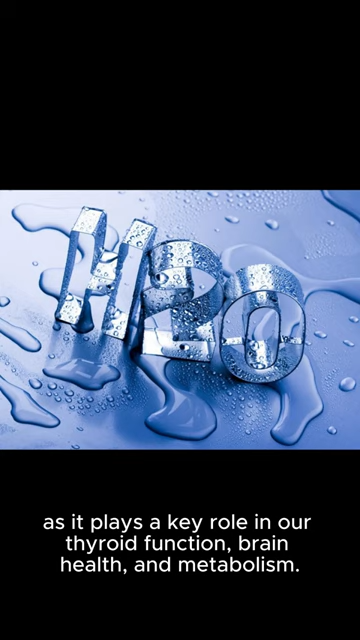 H2O
as it plays a key role in our
thyroid function, brain
health, and metabolism.